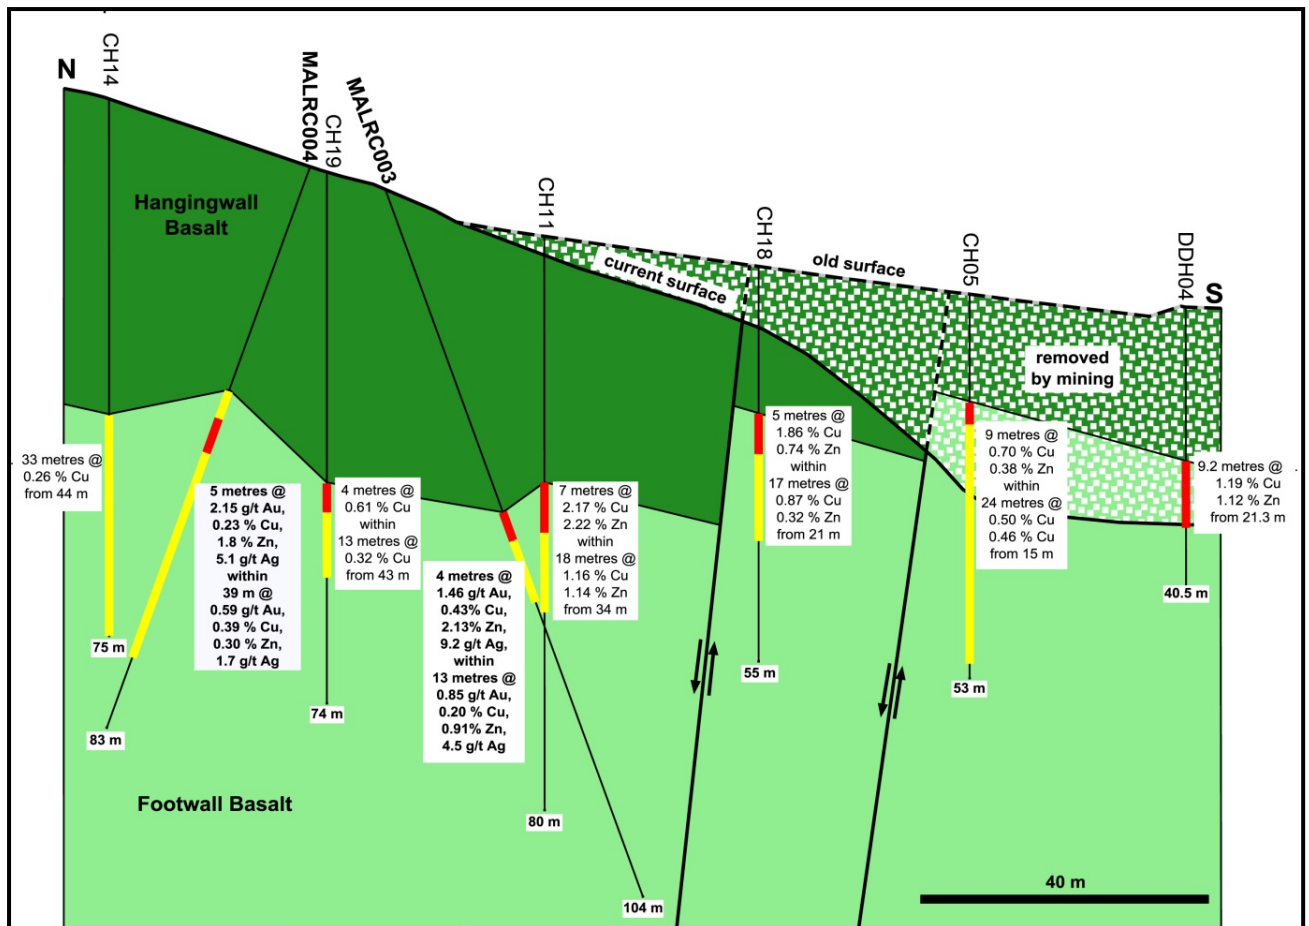 N
CH14
MALRC004
CH19
MALRC003
CH11
CH18
CH05
DDH04
S
Hangingwall
Basalt
current surface
old surface
removed
by mining
33 metres @
0.26 % Cu
from 44 m
5 metres @
2.15 g/t Au,
0.23 % Cu,
1.8 % Zn,
5.1 g/t Ag
within
39 m @
0.59 g/t Au,
0.39 % Cu,
0.30 % Zn,
1.7 g/t Ag
4 metres @
0.61 % Cu
within
13 metres @
0.32 % Cu
from 43 m
4 metres @
1.46 g/t Au,
0.43% Cu,
2.13% Zn,
9.2 g/t Ag,
within
13 metres @
0.85 g/t Au,
0.20 % Cu,
0.91% Zn,
4.5 g/t Ag
7 metres @
2.17 % Cu
2.22 % Zn
within
18 metres @
1.16 % Cu
1.14 % Zn
from 34 m
5 metres @
1.86 % Cu
0.74 % Zn
within
17 metres @
0.87 % Cu
0.32 % Zn
from 21 m
9 metres @
0.70 % Cu
0.38 % Zn
within
24 metres @
0.50 % Cu
0.46 % Cu
from 15 m
9.2 metres @
1.19 % Cu
1.12 % Zn
from 21.3 m
75 m
83 m
74 m
80 m
104 m
55 m
53 m
40.5 m
Footwall Basalt
40 m